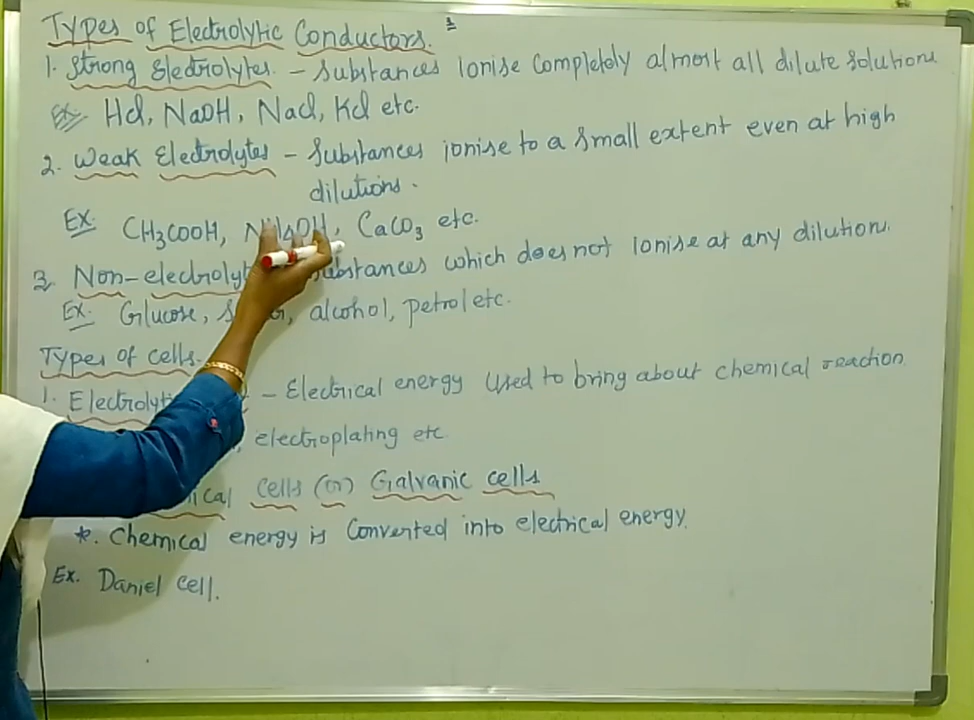 Types of Electrolytic Conductors.
1. Strong Electrolytes - Substances Ionise Completely almost all dilute Solutions
Ex. Hcl, NaOH, Nacl, Kcl etc.
2. Weak Electrolytes - Substances ionise to a Small extent even at high
dilutions.
Ex. CH3COOH, NH4OH, CaCO3 etc.
3. Non-electrolyt Substances which does not Ionise at any dilution.
Ex. Glucose, alcohol, petrol etc.
Types of cells.
1. Electrolyti - Electrical energy Used to bring about chemical reaction.
electroplating etc
ical Cells (or) Galvanic cells
*. Chemical energy is Converted into electrical energy.
Ex. Daniel Cell.